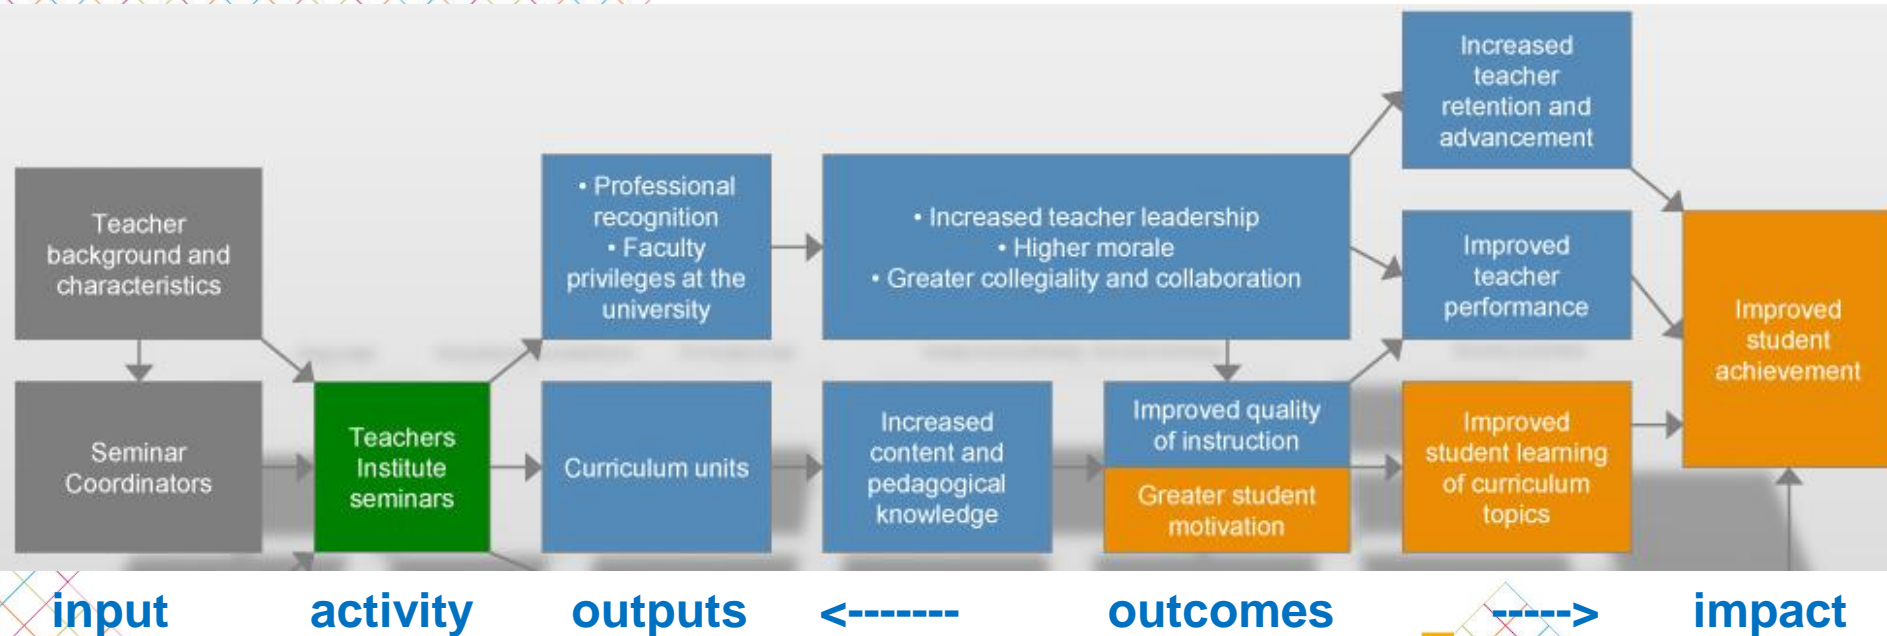 Teacher
background and
characteristics
Seminar
Coordinators
Teachers
Institute
seminars
• Professional
recognition
• Faculty
privileges at the
university
Curriculum units
• Increased teacher leadership
• Higher morale
• Greater collegiality and collaboration
Increased
content and
pedagogical
knowledge
Improved quality
of instruction
Greater student
motivation
Increased
teacher
retention and
advancement
Improved
teacher
performance
Improved
student learning
of curriculum
topics
Improved
student
achievement
input activity outputs <------- outcomes -----> impact